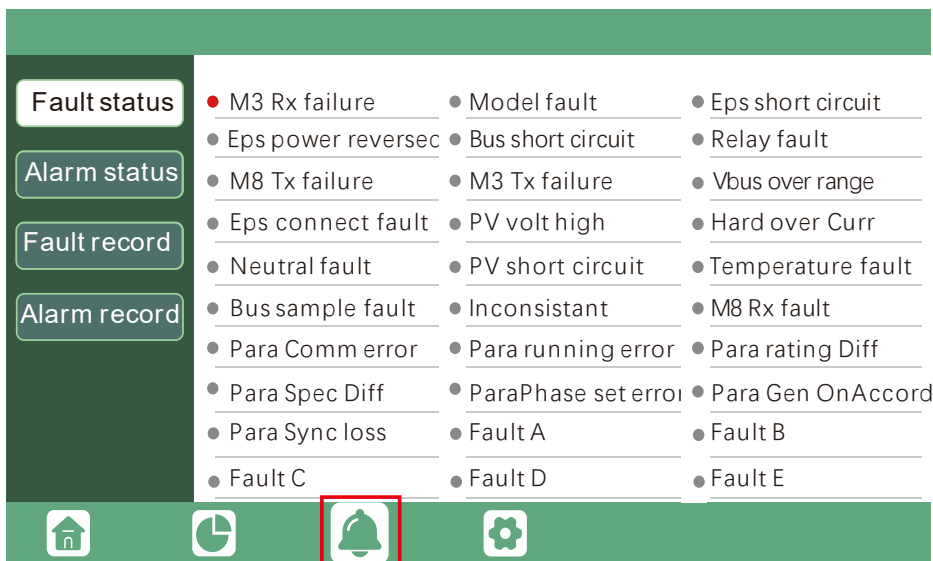 Fault status
Alarm status
Fault record
Alarm record
M3 Rx failure
Model fault
Eps short circuit
Eps power reversec
Bus short circuit
Relay fault
M8 Tx failure
M3 Tx failure
Vbus over range
Eps connect fault
PV volt high
Hard over Curr
Neutral fault
PV short circuit
Temperature fault
Bus sample fault
Inconsistant
M8 Rx fault
Para Comm error
Para running error
Para rating Diff
Para Spec Diff
ParaPhase set error
Para Gen OnAccord
Para Sync loss
Fault A
Fault B
Fault C
Fault D
Fault E